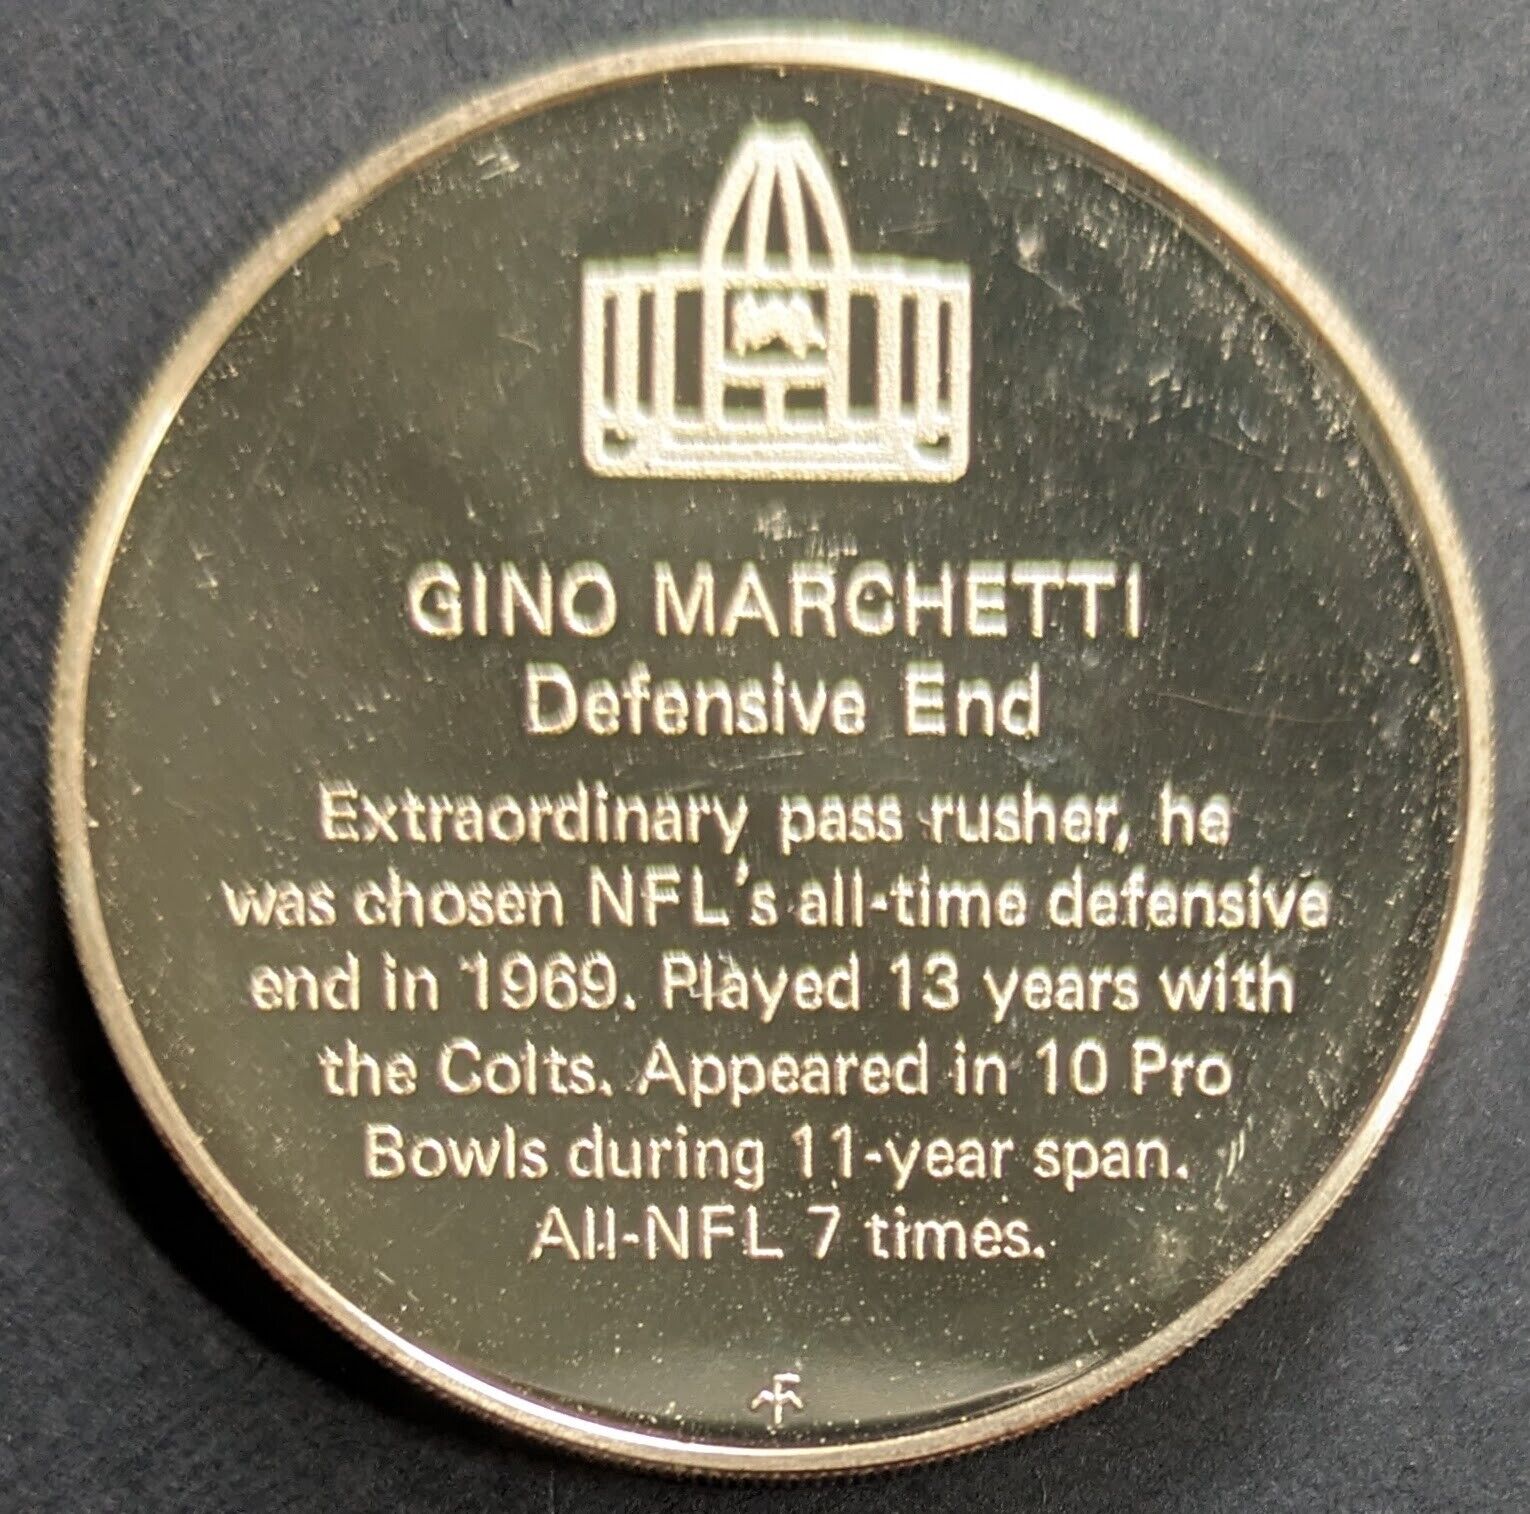 GINO MARCHETTI
Defensive End
Extraordinary pass rusher, he
was chosen NFL's all-time defensive
end in 1969. Played 13 years with
the Colts. Appeared in 10 Pro
Bowls during 11-year span.
All-NFL 7 times.